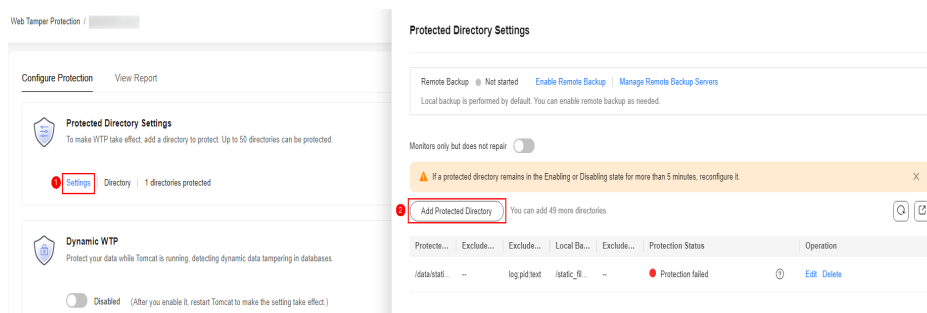 Web Tamper Protection /
Configure Protection View Report
Protected Directory Settings
To make WTP take effect, add a directory to protect. Up to 50 directories can be protected.
1 Settings Directory 1 directories protected
Dynamic WTP
Protect your data while Tomcat is running, detecting dynamic data tampering in databases.
Disabled (After you enable it, restart Tomcat to make the setting take effect.)
Protected Directory Settings
Remote Backup Not started Enable Remote Backup Manage Remote Backup Servers
Local backup is performed by default. You can enable remote backup as needed.
Monitors only but does not repair
If a protected directory remains in the Enabling or Disabling state for more than 5 minutes, reconfigure it.
2 Add Protected Directory You can add 49 more directories.
Protecte... Exclude... Exclude... Local Ba... Exclude... Protection Status Operation
/data/stati... -- log;pid;text /static_fil... -- Protection failed Edit Delete